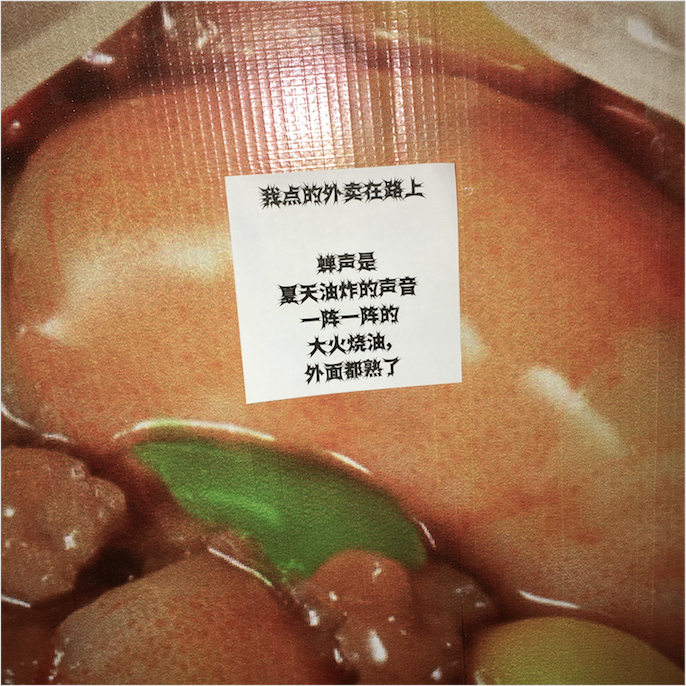 我点的外卖在路上
蝉声是
夏天油炸的声音
一阵一阵的
大火烧油，
外面都熟了